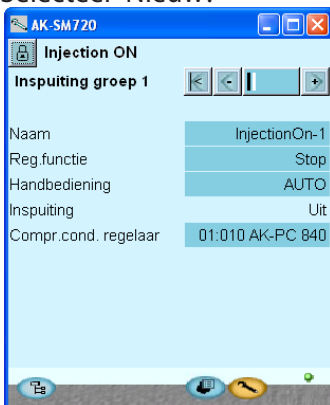 AK-SM720
Injection ON
Inspuiting groep 1
Naam InjectionOn-1
Reg.functie Stop
Handbediening AUTO
Inspuiting Uit
Compr.cond. regelaar 01:010 AK-PC 840